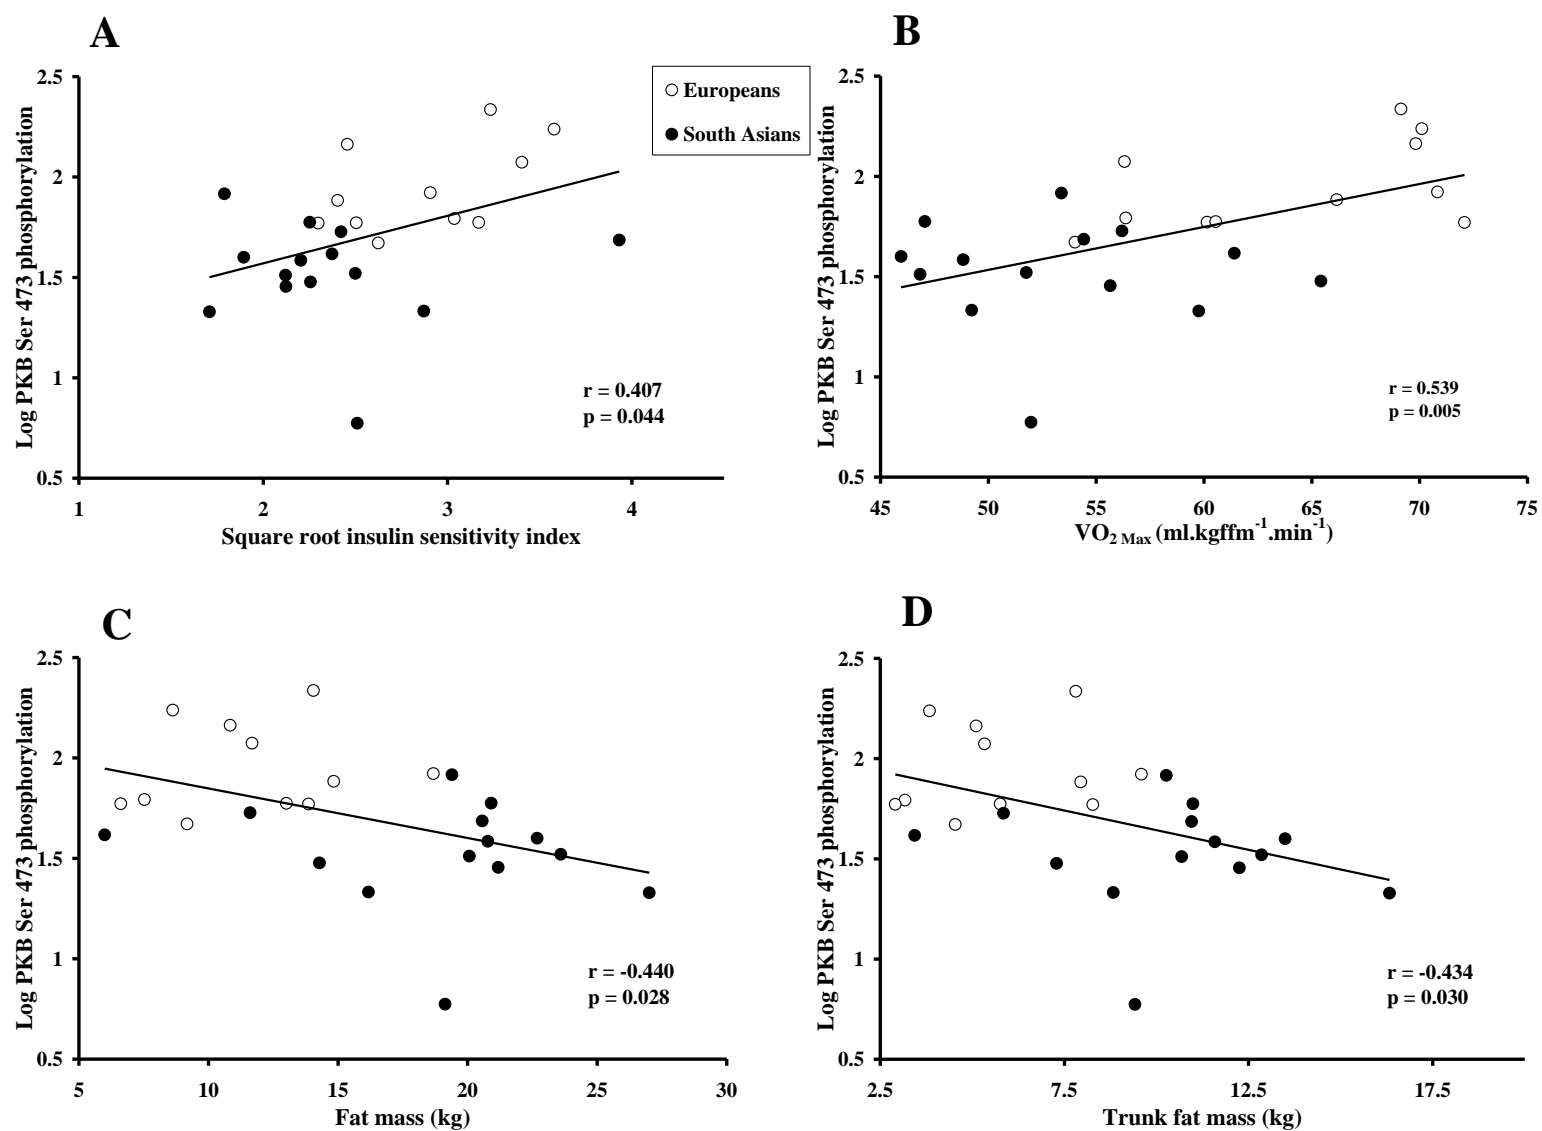 A
Log PKB Ser 473 phosphorylation
2.5
2
1.5
1
0.5
1 2 3 4
Square root insulin sensitivity index
r = 0.407
p = 0.044
Europeans
South Asians
B
Log PKB Ser 473 phosphorylation
2.5
2
1.5
1
0.5
45 50 55 60 65 70 75
VO₂ Max (ml.kgffm⁻¹.min⁻¹)
r = 0.539
p = 0.005
C
Log PKB Ser 473 phosphorylation
2.5
2
1.5
1
0.5
5 10 15 20 25 30
Fat mass (kg)
r = -0.440
p = 0.028
D
Log PKB Ser 473 phosphorylation
2.5
2
1.5
1
0.5
2.5 7.5 12.5 17.5
Trunk fat mass (kg)
r = -0.434
p = 0.030